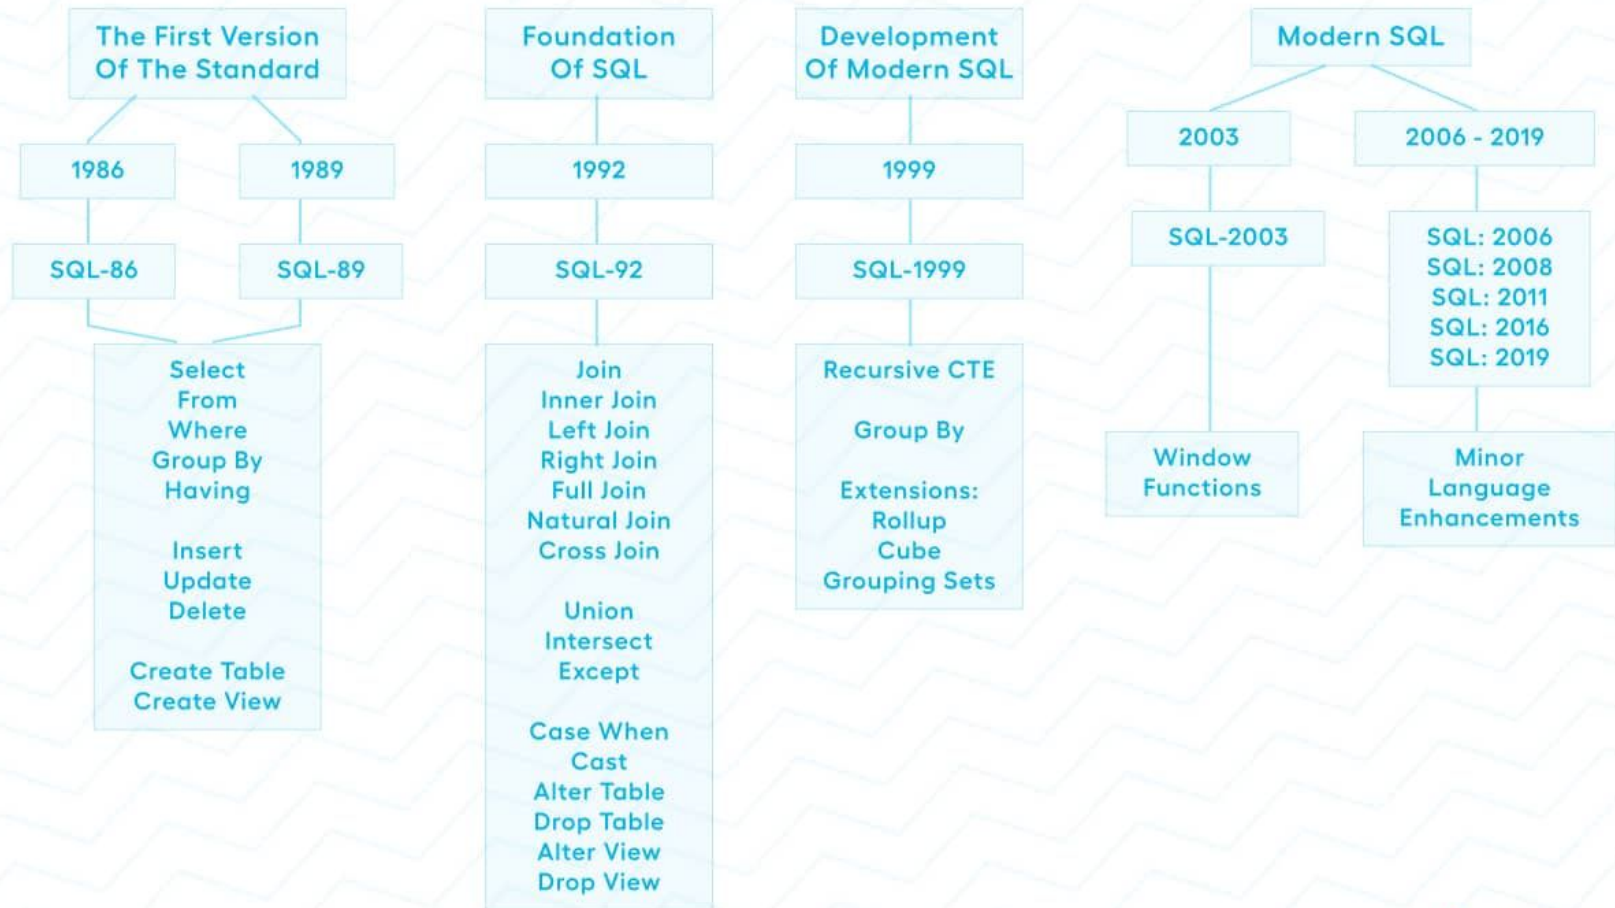 The First Version
Of The Standard
1986
1989
SQL-86
SQL-89
Select
From
Where
Group By
Having
Insert
Update
Delete
Create Table
Create View
Foundation
Of SQL
1992
SQL-92
Join
Inner Join
Left Join
Right Join
Full Join
Natural Join
Cross Join
Union
Intersect
Except
Case When
Cast
Alter Table
Drop Table
Alter View
Drop View
Development
Of Modern SQL
1999
SQL-1999
Recursive CTE
Group By
Extensions:
Rollup
Cube
Grouping Sets
Modern SQL
2003
SQL-2003
Window
Functions
2006 - 2019
SQL: 2006
SQL: 2008
SQL: 2011
SQL: 2016
SQL: 2019
Minor
Language
Enhancements